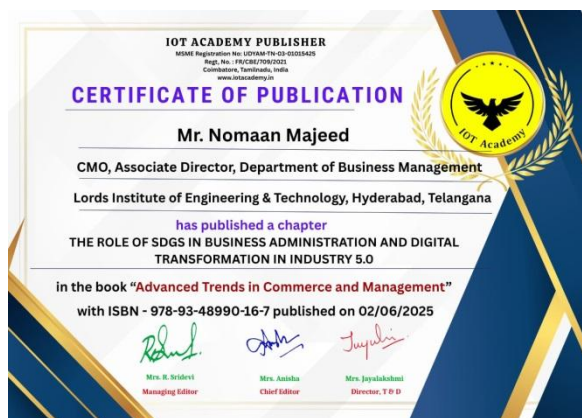 IOT ACADEMY PUBLISHER
MSME Registration No: UDYAM-TN-03-01015425
Regt, No. : FR/CBE/709/2021
Coimbatore, Tamilnadu, India
www.iotacademy.in
CERTIFICATE OF PUBLICATION
IOT Academy
Mr. Nomaan Majeed
CMO, Associate Director, Department of Business Management
Lords Institute of Engineering & Technology, Hyderabad, Telangana
has published a chapter
THE ROLE OF SDGS IN BUSINESS ADMINISTRATION AND DIGITAL
TRANSFORMATION IN INDUSTRY 5.0
in the book “Advanced Trends in Commerce and Management”
with ISBN - 978-93-48990-16-7 published on 02/06/2025
Mrs. R. Sridevi
Managing Editor
Mrs. Anisha
Chief Editor
Mrs. Jayalakshmi
Director, T & D